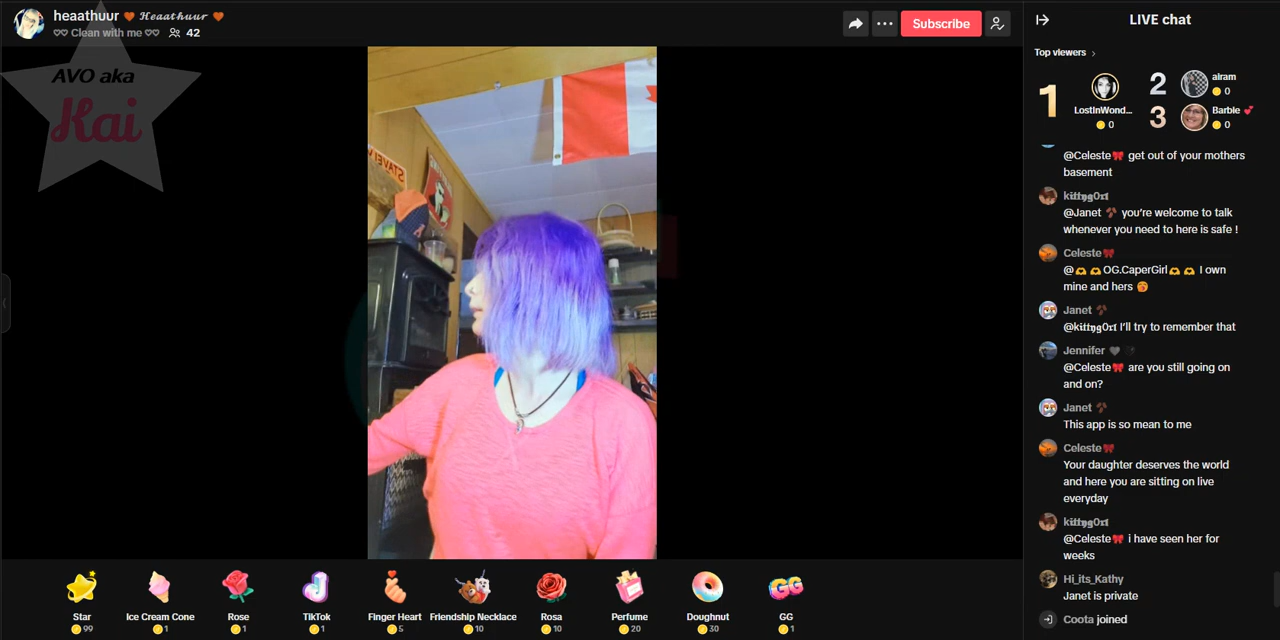 heaathuur 🧡 𝓗𝓮𝓪𝓪𝓽𝓱𝓾𝓾𝓻 🧡
♡♡ Clean with me ♡♡ 42
Subscribe
AVO aka
Kai
LIVE chat
Top viewers
1
LostInWond...
0
2
alram
0
3
Barbie 💕
0
@Celeste🎀 get out of your mothers
basement
𝖐𝖎𝖙𝖙𝖞𝖌0𝖗𝖑
@Janet you're welcome to talk
whenever you need to here is safe !
Celeste🎀
@🫶🫶OG.CaperGirl🫶🫶 I own
mine and hers 🥱
Janet
@𝖐𝖎𝖙𝖙𝖞𝖌0𝖗𝖑 I'll try to remember that
Jennifer 🖤
@Celeste🎀 are you still going on
and on?
Janet
This app is so mean to me
Celeste🎀
Your daughter deserves the world
and here you are sitting on live
everyday
𝖐𝖎𝖙𝖙𝖞𝖌0𝖗𝖑
@Celeste🎀 i have seen her for
weeks
Hi_its_Kathy
Janet is private
Coota joined
Star
99
Ice Cream Cone
1
Rose
1
TikTok
1
Finger Heart
5
Friendship Necklace
10
Rosa
10
Perfume
20
Doughnut
30
GG
1